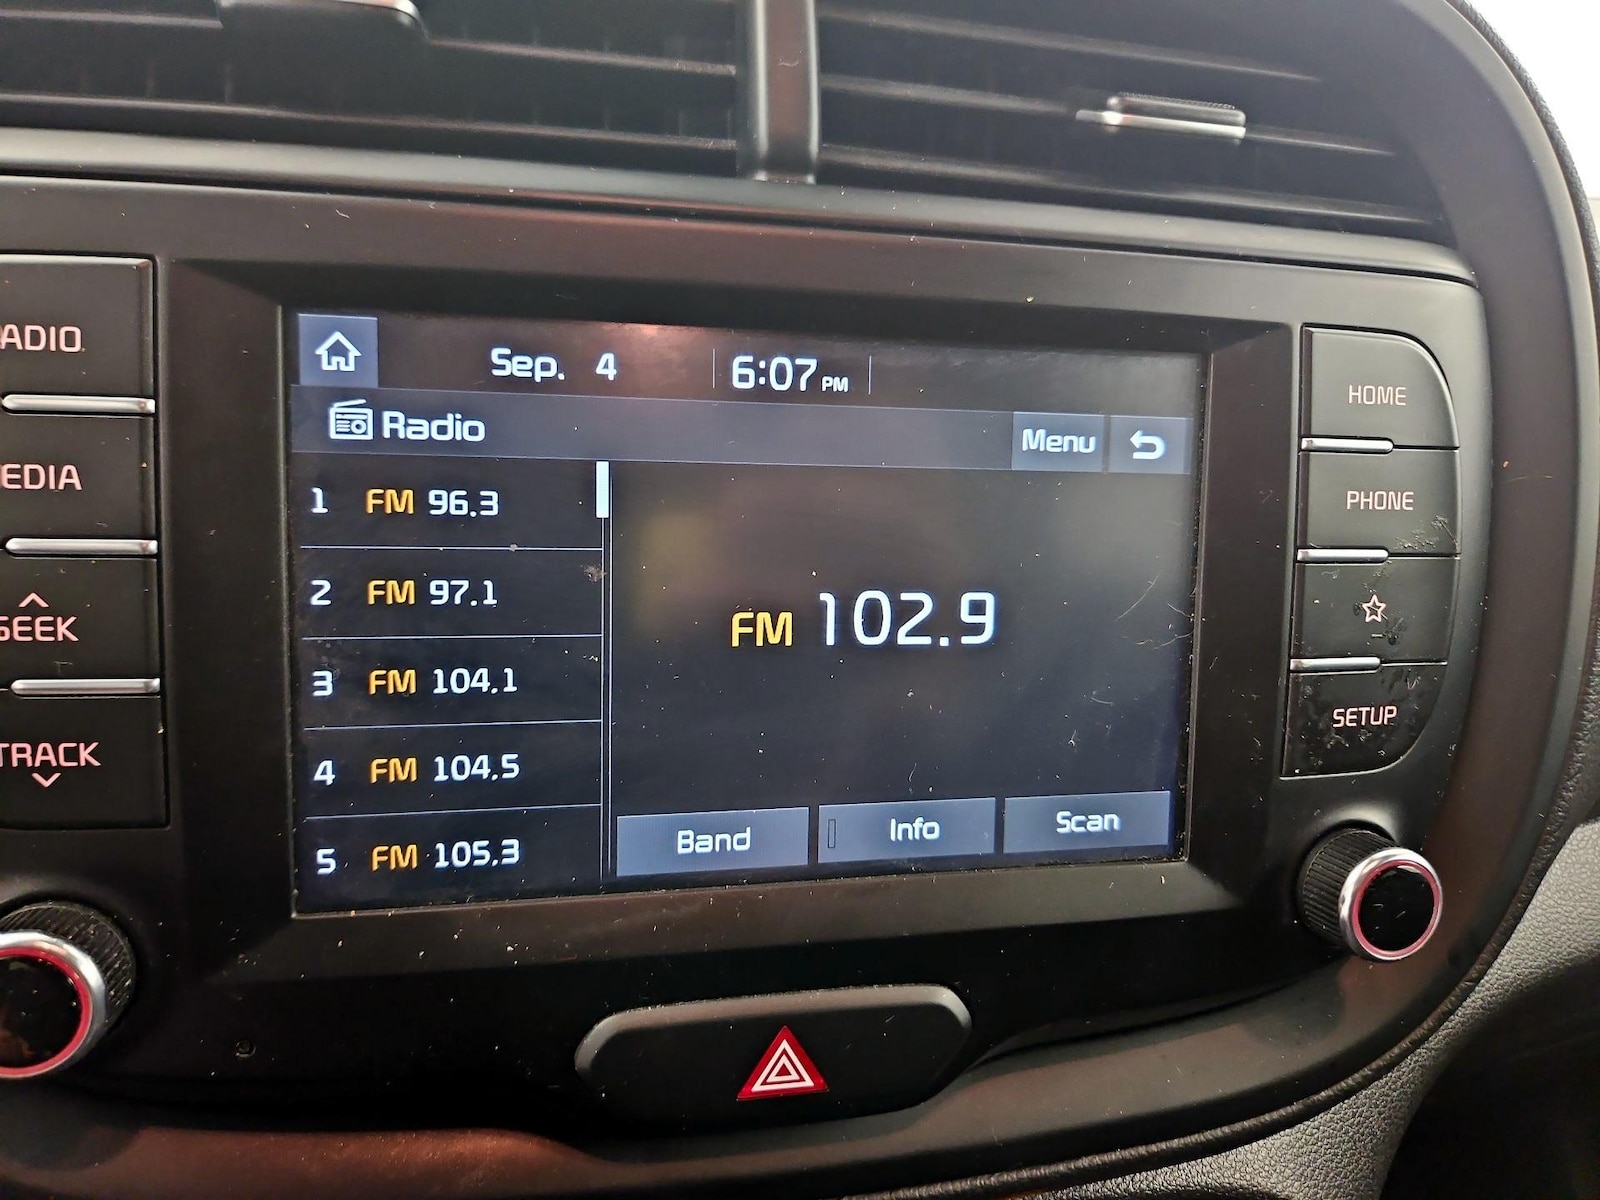 Sep. 4 6:07 PM
Radio Menu
1 FM 96.3
2 FM 97.1
3 FM 104.1
4 FM 104.5
5 FM 105.3
FM 102.9
Band Info Scan
ADIO
EDIA
SEEK
TRACK
HOME
PHONE
SETUP